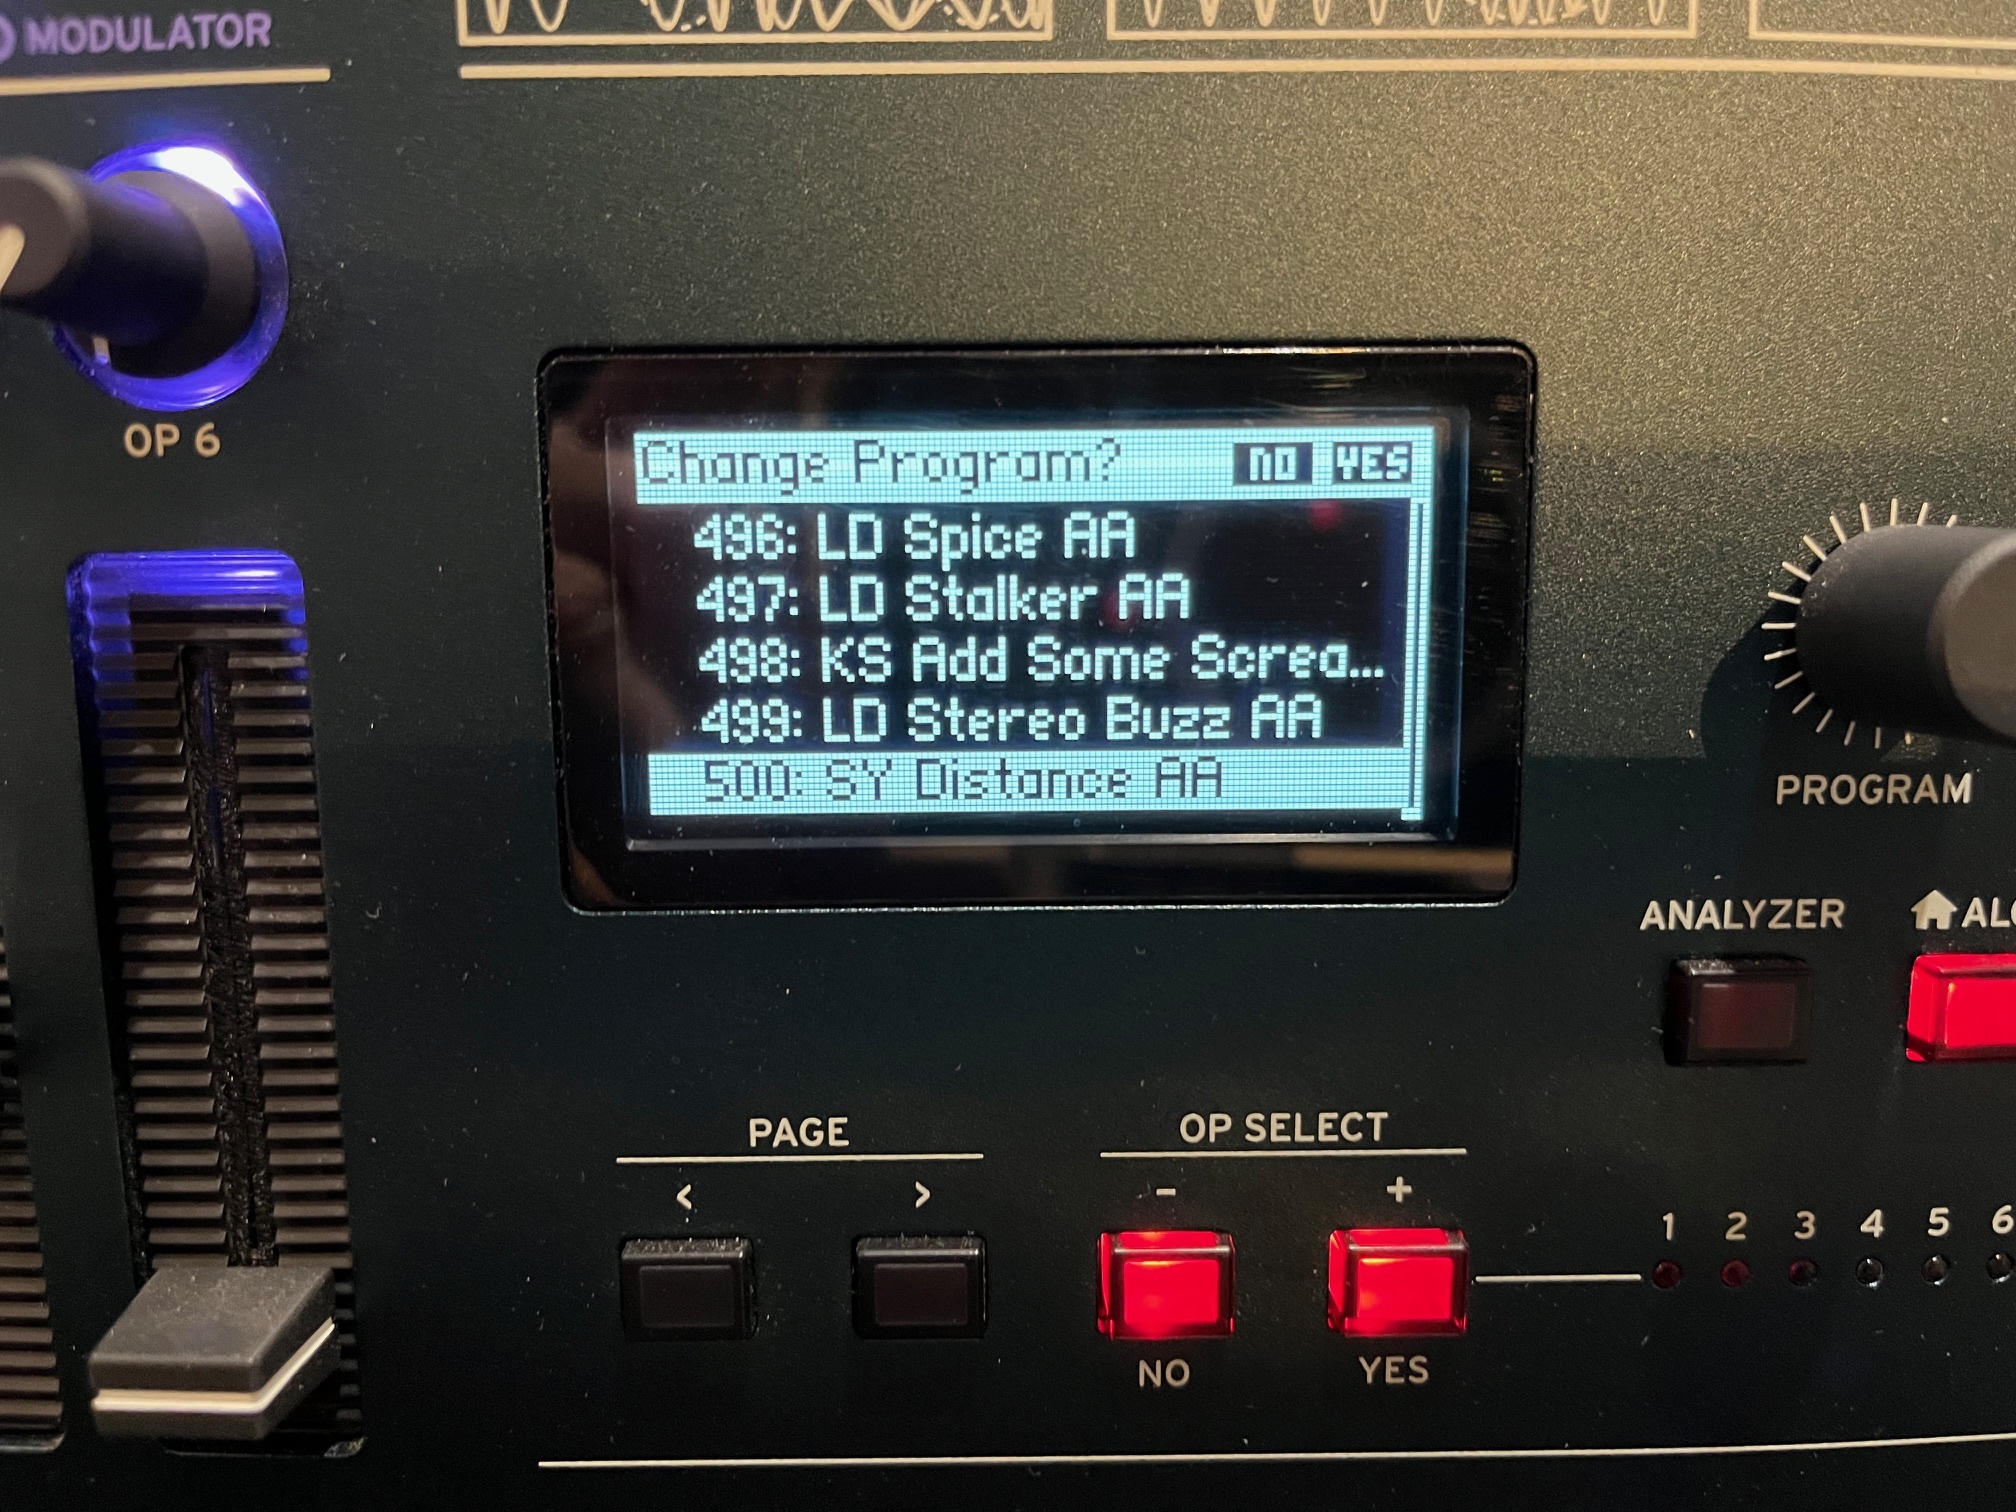 MODULATOR
OP 6
Change Program? NO YES
496: LD Spice AA
497: LD Stalker AA
498: KS Add Some Screa...
499: LD Stereo Buzz AA
500: SY Distance AA
PROGRAM
ANALYZER
PAGE
OP SELECT
< > - +
1 2 3 4 5 6
NO YES